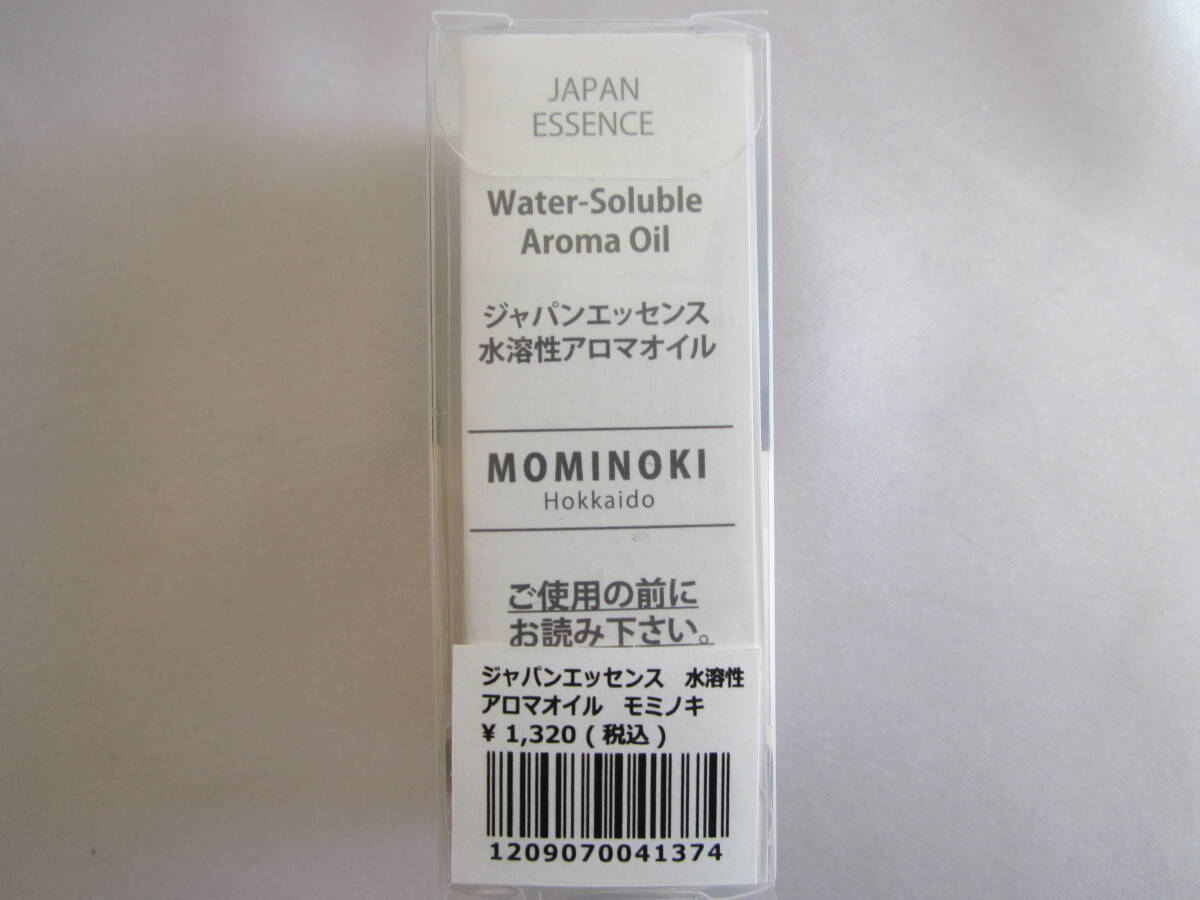 JAPAN
ESSENCE
Water-Soluble
Aroma Oil
ジャパンエッセンス
水溶性アロマオイル
MOMINOKI
Hokkaido
ご使用の前に
お読み下さい。
ジャパンエッセンス　水溶性
アロマオイル　モミノキ
¥ 1,320 ( 税込 )
1209070041374